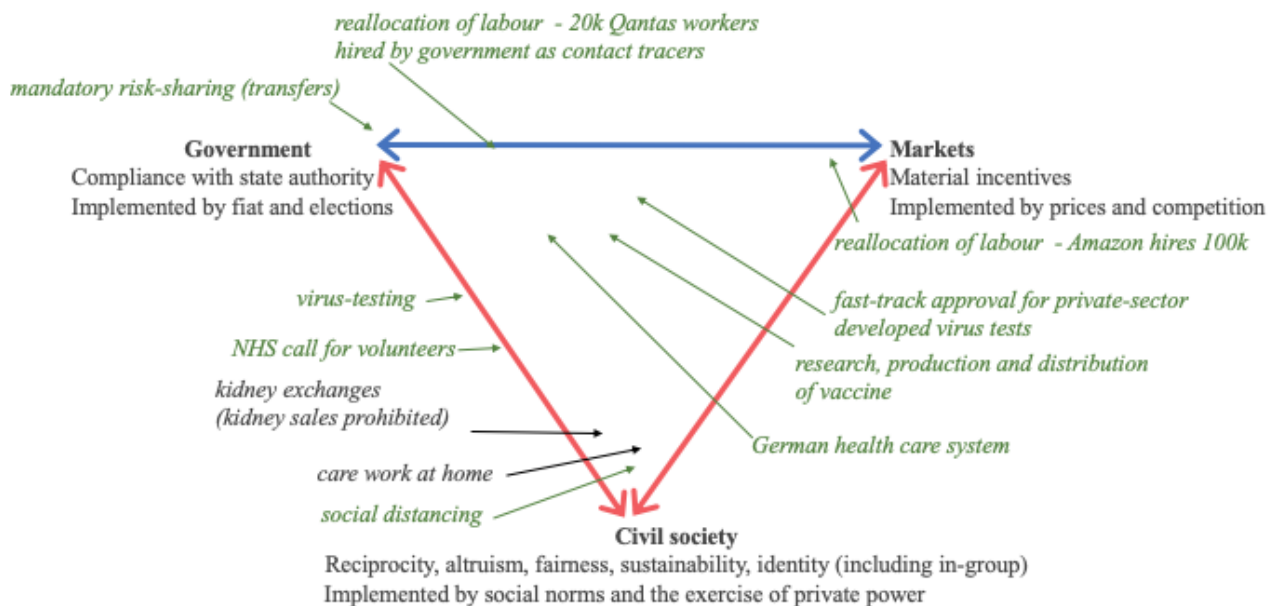 reallocation of labour - 20k Qantas workers
hired by government as contact tracers
mandatory risk-sharing (transfers)
Government
Compliance with state authority
Implemented by fiat and elections
Markets
Material incentives
Implemented by prices and competition
reallocation of labour - Amazon hires 100k
virus-testing
fast-track approval for private-sector
developed virus tests
NHS call for volunteers
research, production and distribution
of vaccine
kidney exchanges
(kidney sales prohibited)
German health care system
care work at home
social distancing
Civil society
Reciprocity, altruism, fairness, sustainability, identity (including in-group)
Implemented by social norms and the exercise of private power